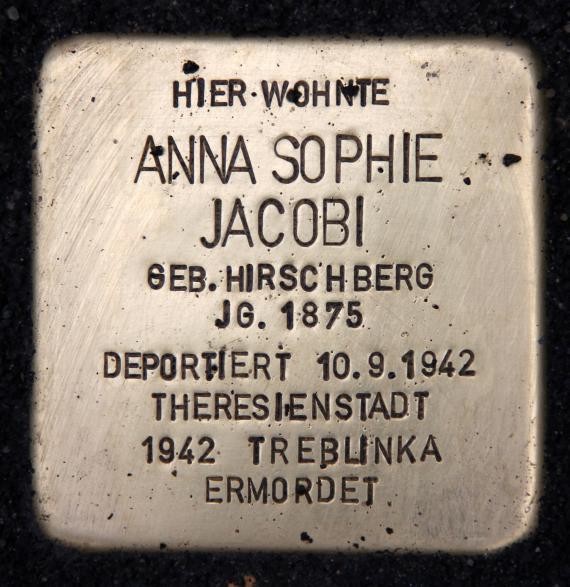 HIER WOHNTE
ANNA SOPHIE
JACOBI
GEB. HIRSCHBERG
JG. 1875
DEPORTIERT 10.9.1942
THERESIENSTADT
1942 TREBLINKA
ERMORDET